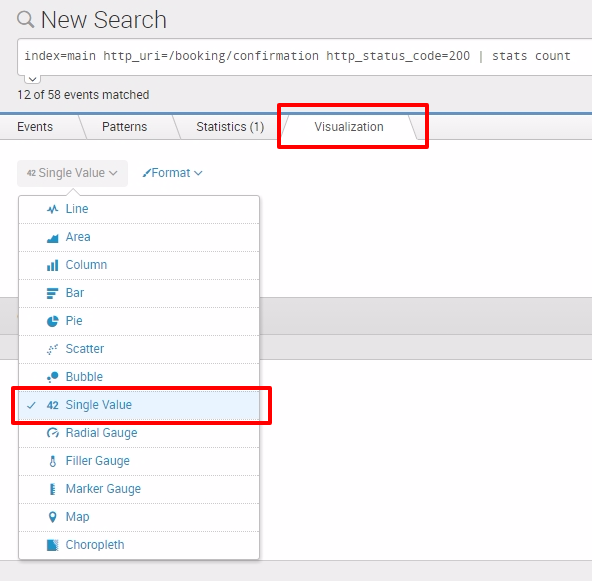 New Search
index=main http_uri=/booking/confirmation http_status_code=200 | stats count
12 of 58 events matched
Events Patterns Statistics (1) Visualization
42 Single Value Format
Line
Area
Column
Bar
Pie
Scatter
Bubble
42 Single Value
Radial Gauge
Filler Gauge
Marker Gauge
Map
Choropleth